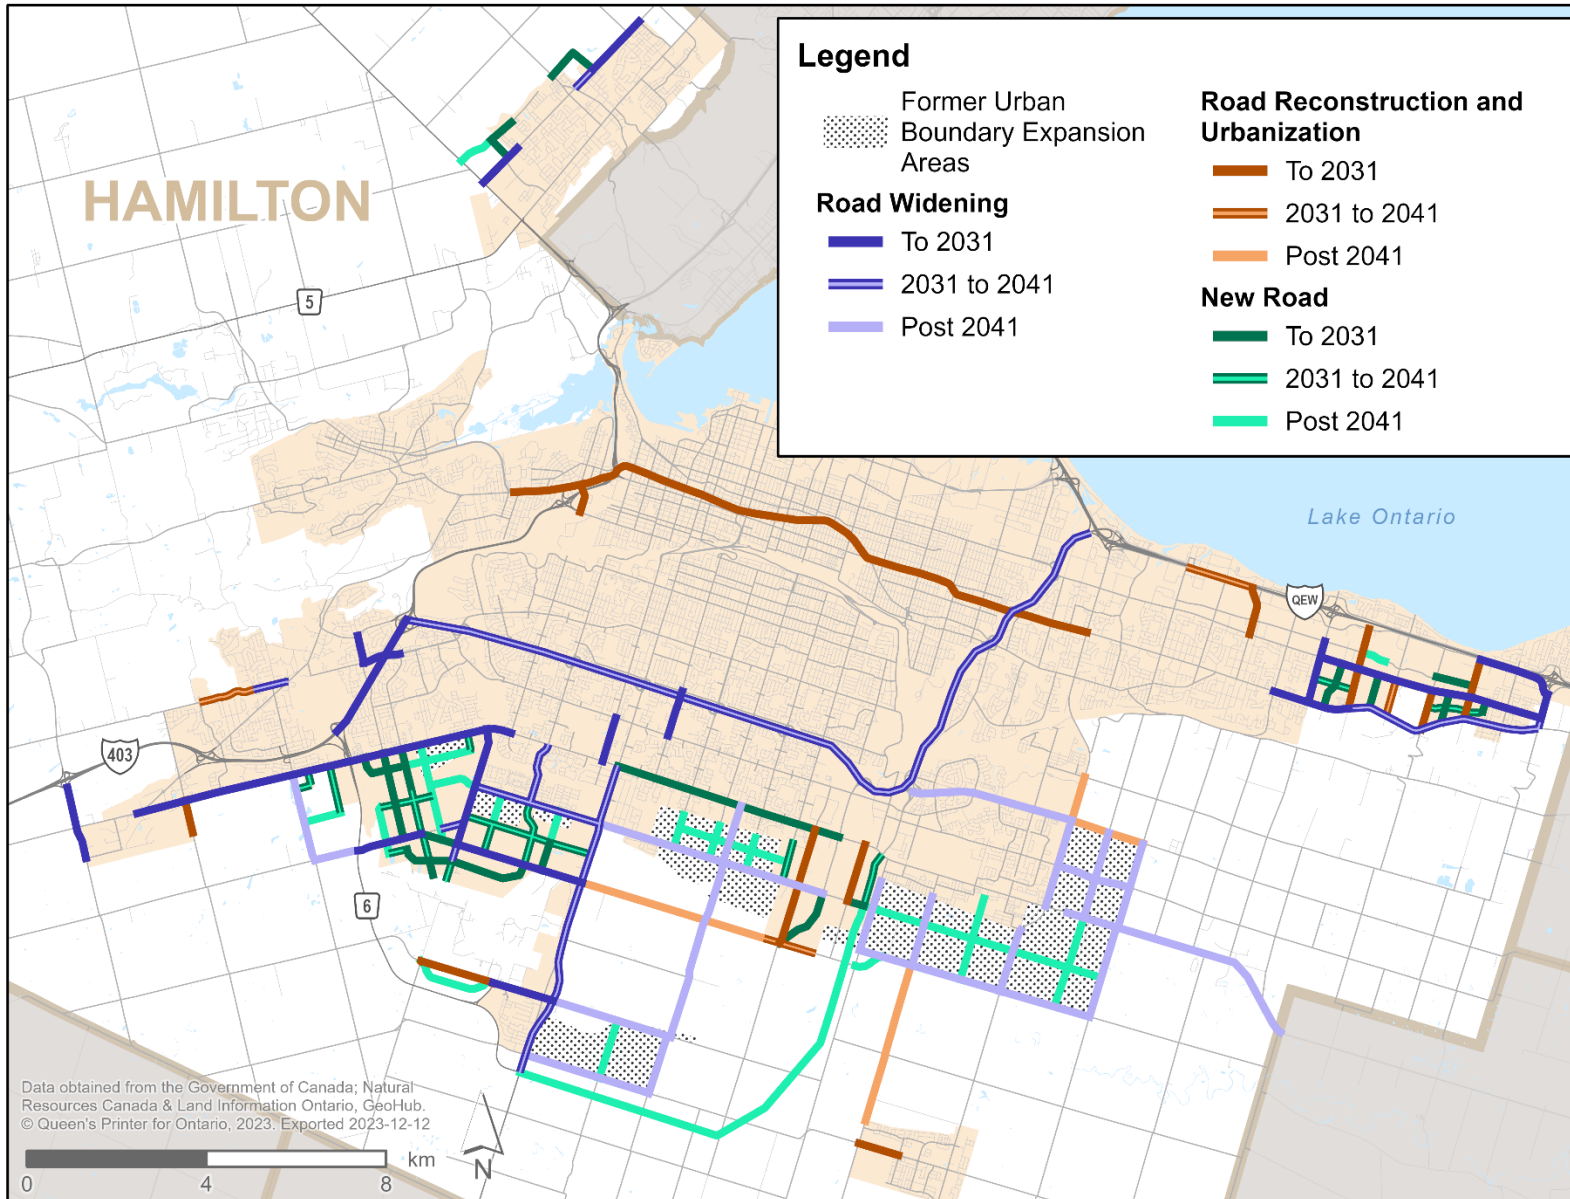 Legend
Former Urban
Boundary Expansion
Areas
Road Widening
To 2031
2031 to 2041
Post 2041
Road Reconstruction and
Urbanization
To 2031
2031 to 2041
Post 2041
New Road
To 2031
2031 to 2041
Post 2041
HAMILTON
5
Lake Ontario
QEW
403
6
Data obtained from the Government of Canada; Natural
Resources Canada & Land Information Ontario, GeoHub.
© Queen's Printer for Ontario, 2023. Exported 2023-12-12
km
0 4 8
N